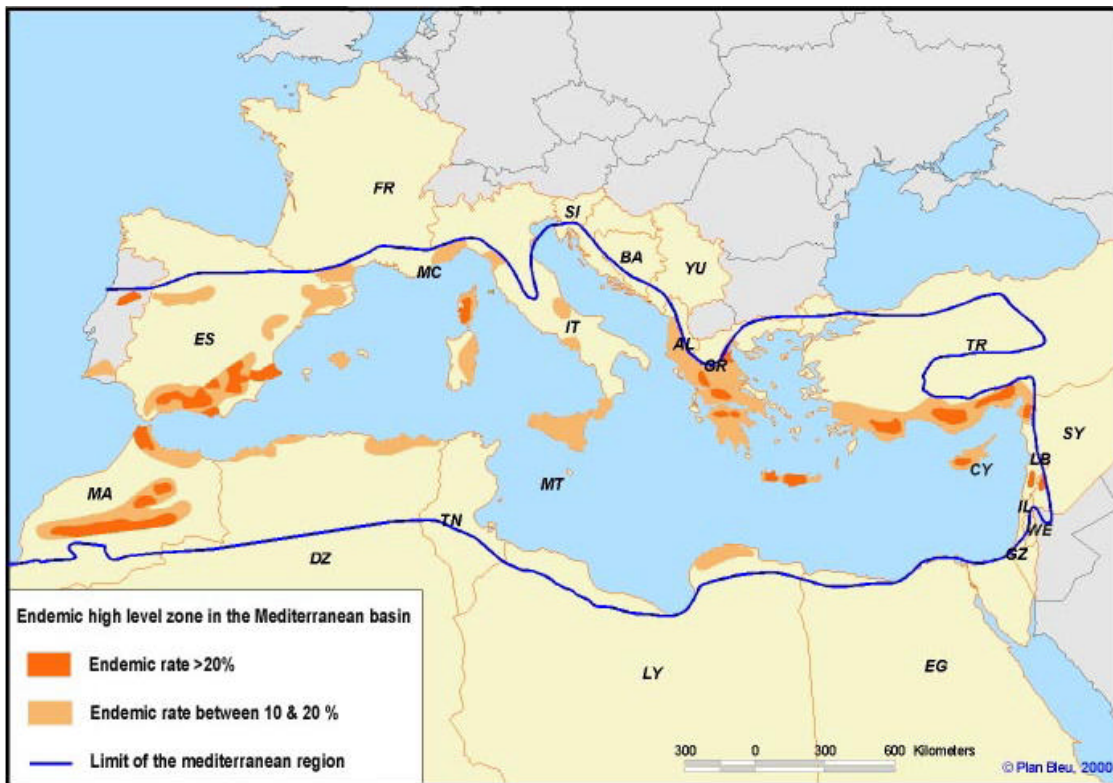 FR
SI
BA
YU
MC
IT
ES
AL
GR
TR
SY
LB
CY
MA
MT
IL
WE
TN
GZ
DZ
LY
EG
Endemic high level zone in the Mediterranean basin
Endemic rate >20%
Endemic rate between 10 & 20 %
Limit of the mediterranean region
300 0 300 600 Kilometers
© Plan Bleu, 2000